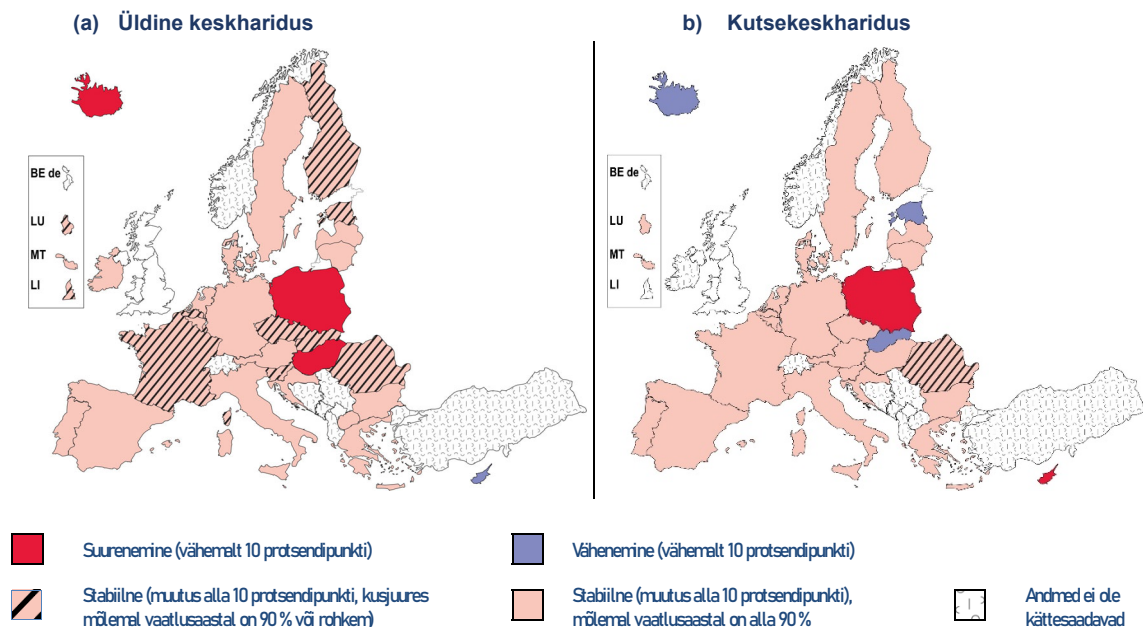 (a) Üldine keskharidus
b) Kutsekeskharidus
BE de
LU
MT
LI
BE de
LU
MT
LI
Suurenemine (vähemalt 10 protsendipunkti)
Vähenemine (vähemalt 10 protsendipunkti)
Stabiilne (muutus alla 10 protsendipunkti, kusjuures
mõlemal vaatlusaastal on 90 % või rohkem)
Stabiilne (muutus alla 10 protsendipunkti),
mõlemal vaatlusaastal on alla 90 %
Andmed ei ole
kättesaadavad